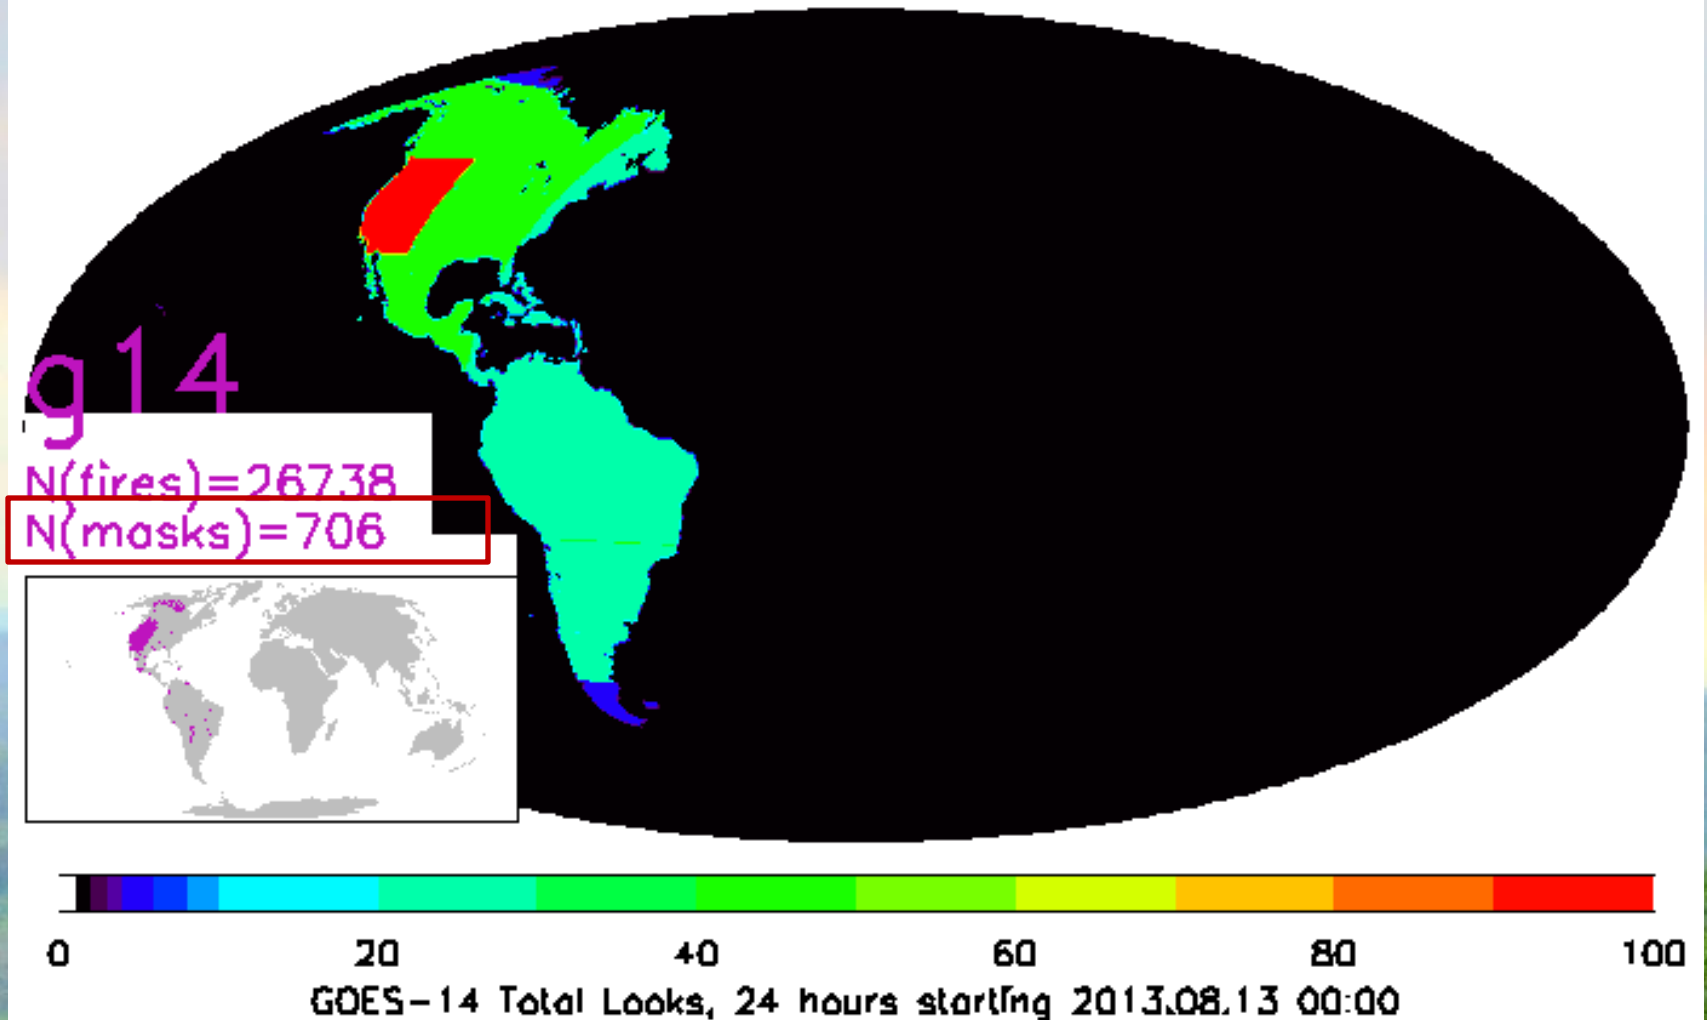 g14
N(fires)=26738
N(masks)=706
0 20 40 60 80 100
GOES-14 Total Looks, 24 hours starting 2013.08.13 00:00